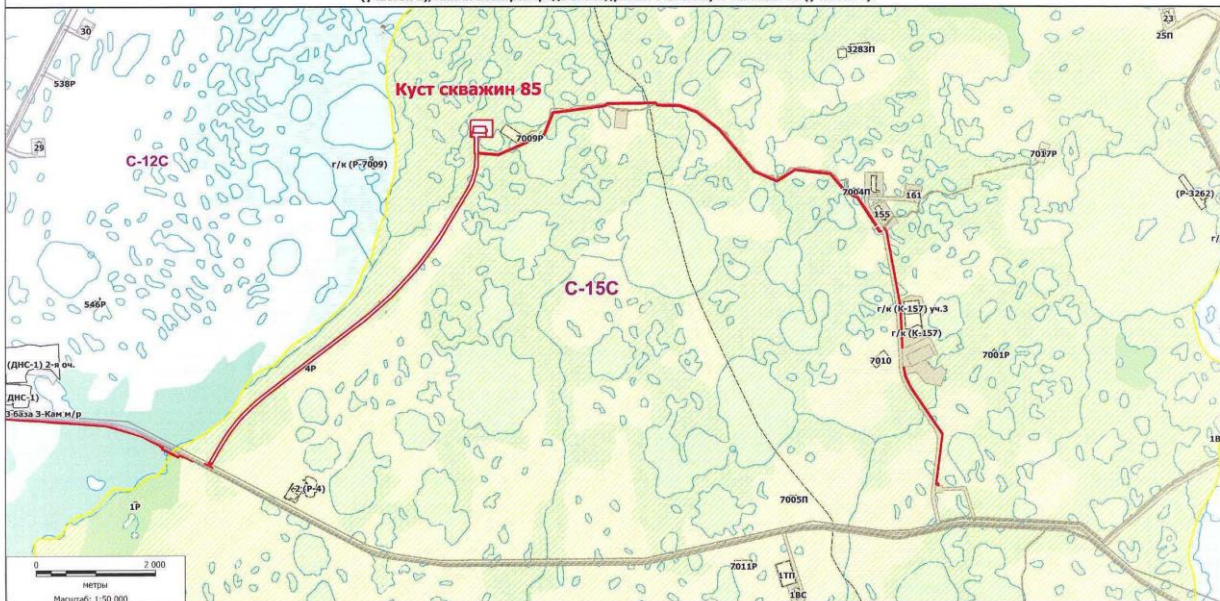 30
23
25П
3283П
538Р
Куст скважин 85
7009Р
29
С-12С
г/к (Р-7009)
7017Р
7004П
161
(Р-3262)
155
г/
С-15С
546Р
г/к (К-157) уч.3
г/к (К-157)
7010
7001Р
(ДНС-1) 2-я оч.
4Р
ДНС-1)
З-база З-Кам м/р
1В
2 (Р-4)
7005П
1Р
0
2 000
метры
Масштаб: 1:50 000
7011Р
1ТП
1ВС